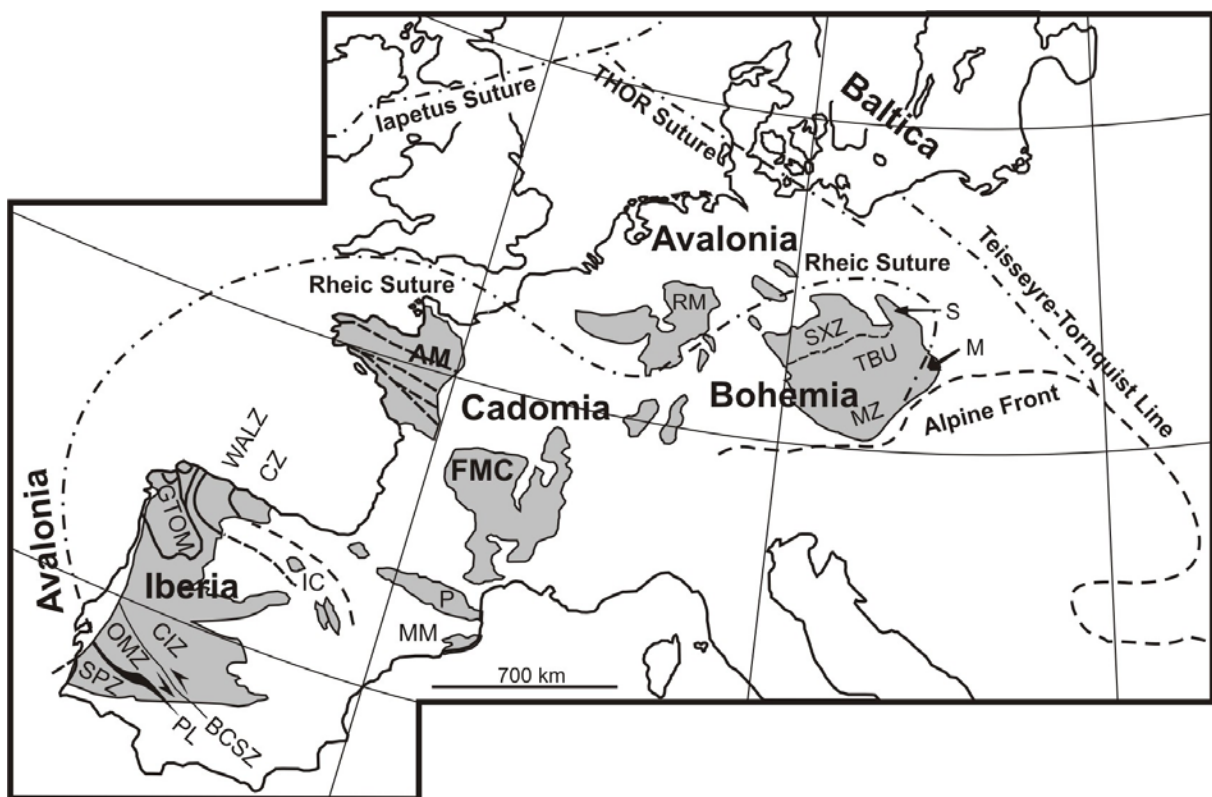 Iapetus Suture
THOR Suture
Baltica
Avalonia
Rheic Suture
Rheic Suture
Teisseyre-Tornquist Line
RM
S
SXZ
TBU
M
AM
MZ
Bohemia
Alpine Front
Cadomia
WALZ
CZ
FMC
GTOM
Avalonia
Iberia
IC
P
MM
CIZ
OMZ
SPZ
700 km
PL
BCSZ